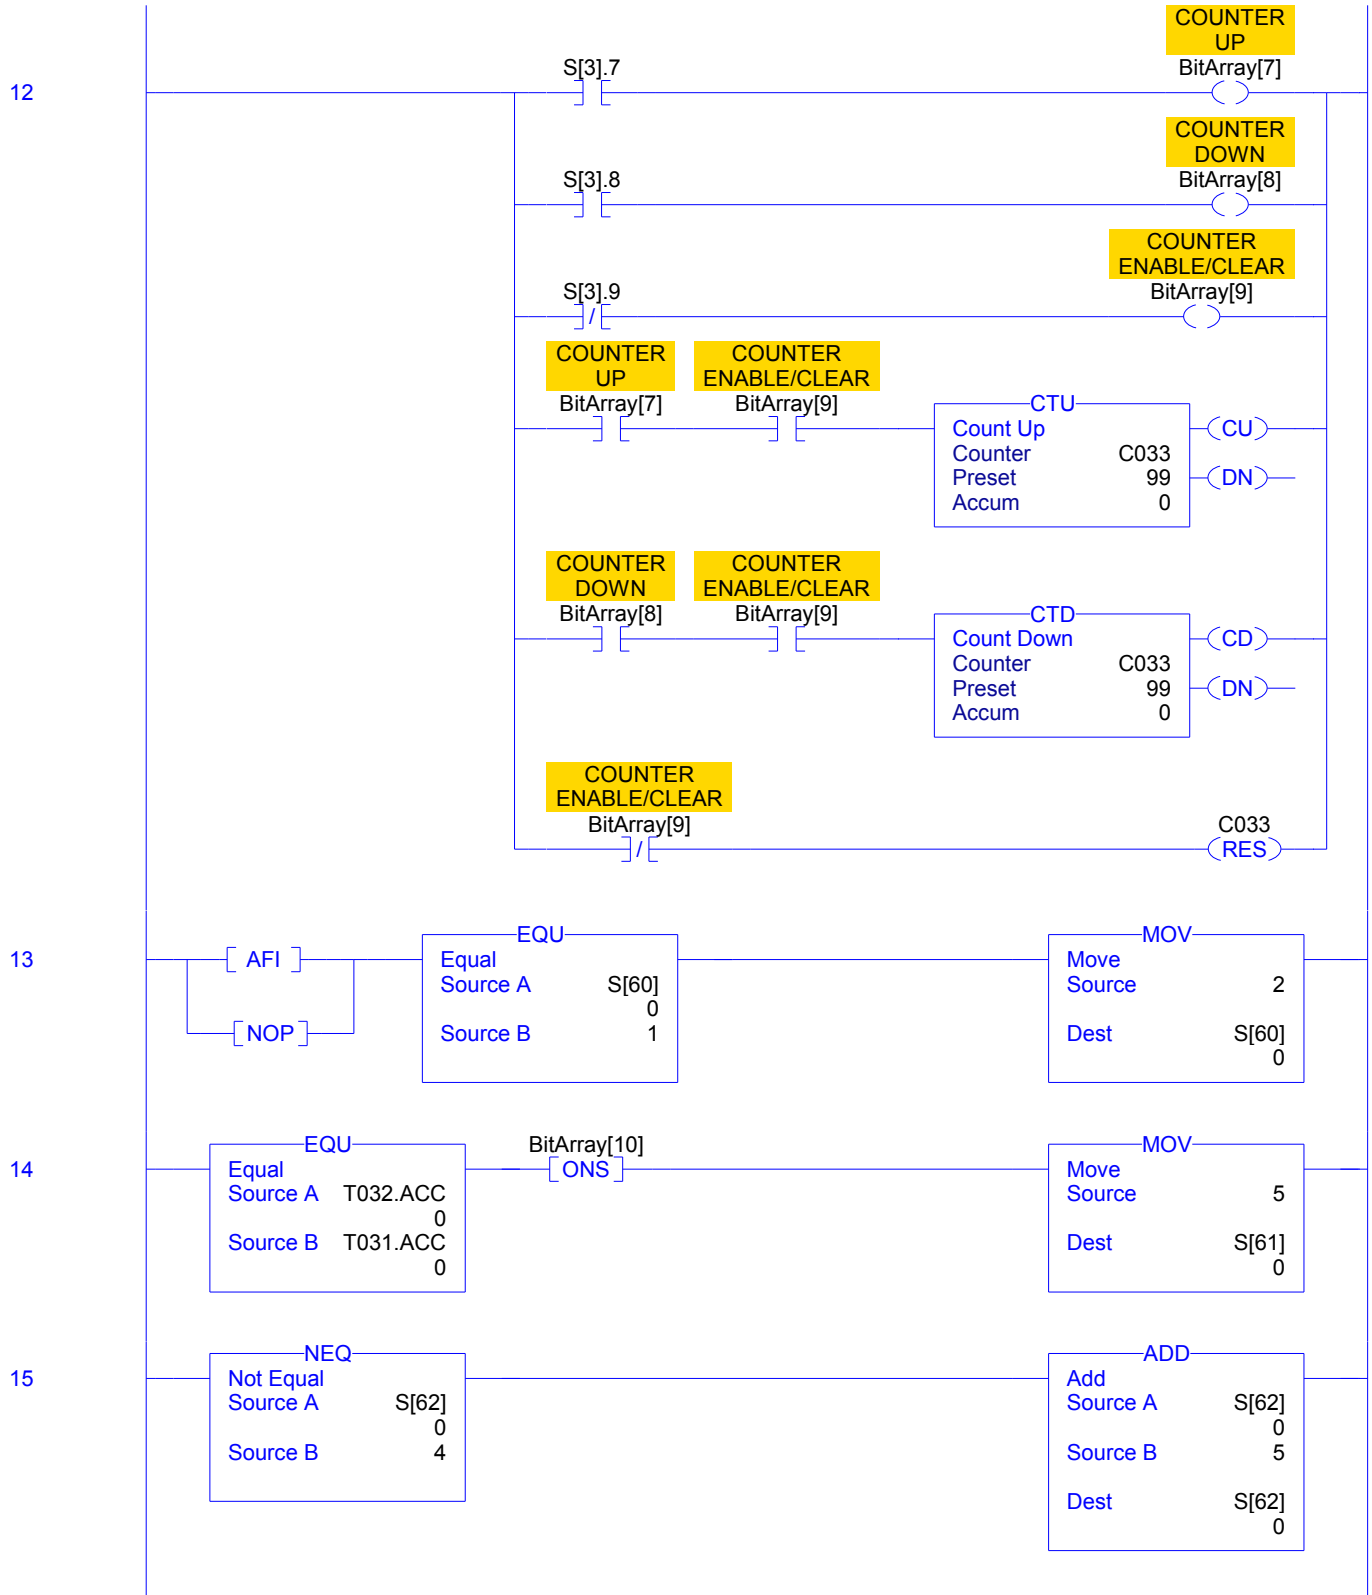 12
S[3].7
COUNTER
UP
BitArray[7]
S[3].8
COUNTER
DOWN
BitArray[8]
S[3].9
/
COUNTER
ENABLE/CLEAR
BitArray[9]
COUNTER
UP
BitArray[7]
COUNTER
ENABLE/CLEAR
BitArray[9]
CTU
Count Up
Counter C033
Preset 99
Accum 0
CU
DN
COUNTER
DOWN
BitArray[8]
COUNTER
ENABLE/CLEAR
BitArray[9]
CTD
Count Down
Counter C033
Preset 99
Accum 0
CD
DN
COUNTER
ENABLE/CLEAR
BitArray[9]
/
C033
RES
13
AFI
NOP
EQU
Equal
Source A S[60]
0
Source B 1
MOV
Move
Source 2
Dest S[60]
0
14
EQU
Equal
Source A T032.ACC
0
Source B T031.ACC
0
BitArray[10]
ONS
MOV
Move
Source 5
Dest S[61]
0
15
NEQ
Not Equal
Source A S[62]
0
Source B 4
ADD
Add
Source A S[62]
0
Source B 5
Dest S[62]
0